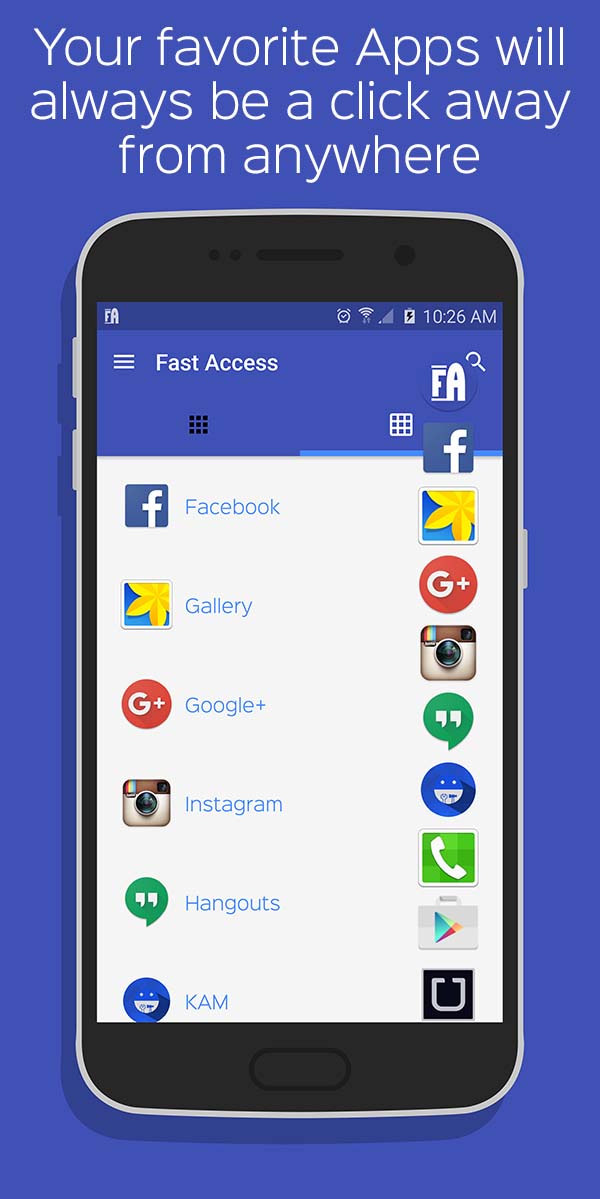 Your favorite Apps will
always be a click away
from anywhere
FA
10:26 AM
Fast Access
FA
f
Facebook
f
Gallery
G+
Google+
G+
Instagram
Hangouts
KAM
U